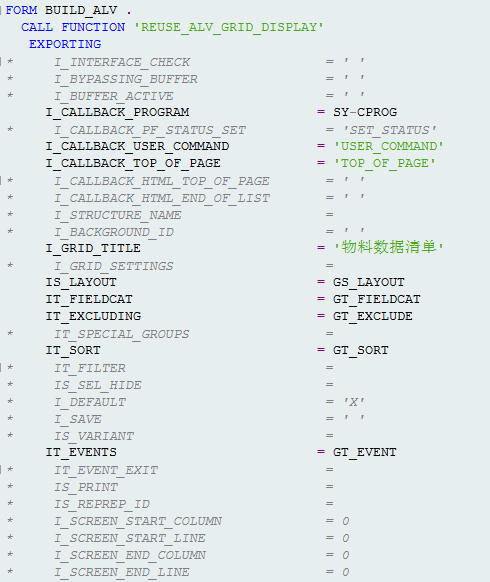 FORM BUILD_ALV .
CALL FUNCTION 'REUSE_ALV_GRID_DISPLAY'
EXPORTING
* I_INTERFACE_CHECK = ' '
* I_BYPASSING_BUFFER = ' '
* I_BUFFER_ACTIVE = ' '
I_CALLBACK_PROGRAM = SY-CPROG
* I_CALLBACK_PF_STATUS_SET = 'SET_STATUS'
I_CALLBACK_USER_COMMAND = 'USER_COMMAND'
I_CALLBACK_TOP_OF_PAGE = 'TOP_OF_PAGE'
* I_CALLBACK_HTML_TOP_OF_PAGE = ' '
* I_CALLBACK_HTML_END_OF_LIST = ' '
* I_STRUCTURE_NAME =
* I_BACKGROUND_ID = ' '
I_GRID_TITLE = '物料数据清单'
* I_GRID_SETTINGS =
IS_LAYOUT = GS_LAYOUT
IT_FIELDCAT = GT_FIELDCAT
IT_EXCLUDING = GT_EXCLUDE
* IT_SPECIAL_GROUPS =
IT_SORT = GT_SORT
* IT_FILTER =
* IS_SEL_HIDE =
* I_DEFAULT = 'X'
* I_SAVE = ' '
* IS_VARIANT =
IT_EVENTS = GT_EVENT
* IT_EVENT_EXIT =
* IS_PRINT =
* IS_REPREP_ID =
* I_SCREEN_START_COLUMN = 0
* I_SCREEN_START_LINE = 0
* I_SCREEN_END_COLUMN = 0
* I_SCREEN_END_LINE = 0